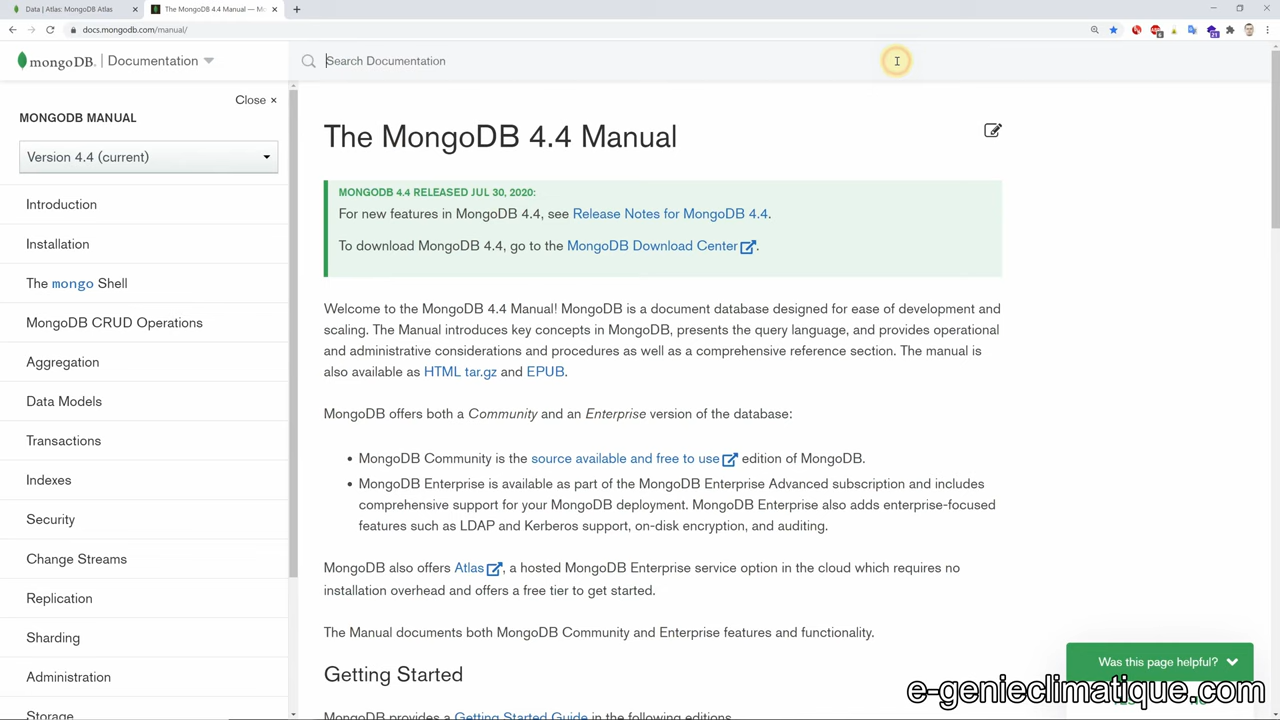 Data | Atlas: MongoDB Atlas
The MongoDB 4.4 Manual — M
docs.mongodb.com/manual/
mongoDB. | Documentation
Search Documentation
Close ×
MONGODB MANUAL
Version 4.4 (current)
Introduction
Installation
The mongo Shell
MongoDB CRUD Operations
Aggregation
Data Models
Transactions
Indexes
Security
Change Streams
Replication
Sharding
Administration
Storage
The MongoDB 4.4 Manual
MONGODB 4.4 RELEASED JUL 30, 2020:
For new features in MongoDB 4.4, see Release Notes for MongoDB 4.4.
To download MongoDB 4.4, go to the MongoDB Download Center.
Welcome to the MongoDB 4.4 Manual! MongoDB is a document database designed for ease of development and
scaling. The Manual introduces key concepts in MongoDB, presents the query language, and provides operational
and administrative considerations and procedures as well as a comprehensive reference section. The manual is
also available as HTML tar.gz and EPUB.
MongoDB offers both a Community and an Enterprise version of the database:
• MongoDB Community is the source available and free to use edition of MongoDB.
• MongoDB Enterprise is available as part of the MongoDB Enterprise Advanced subscription and includes
comprehensive support for your MongoDB deployment. MongoDB Enterprise also adds enterprise-focused
features such as LDAP and Kerberos support, on-disk encryption, and auditing.
MongoDB also offers Atlas, a hosted MongoDB Enterprise service option in the cloud which requires no
installation overhead and offers a free tier to get started.
The Manual documents both MongoDB Community and Enterprise features and functionality.
Getting Started
MongoDB provides a Getting Started Guide in the following editions.
Was this page helpful?
e-genieclimatique.com